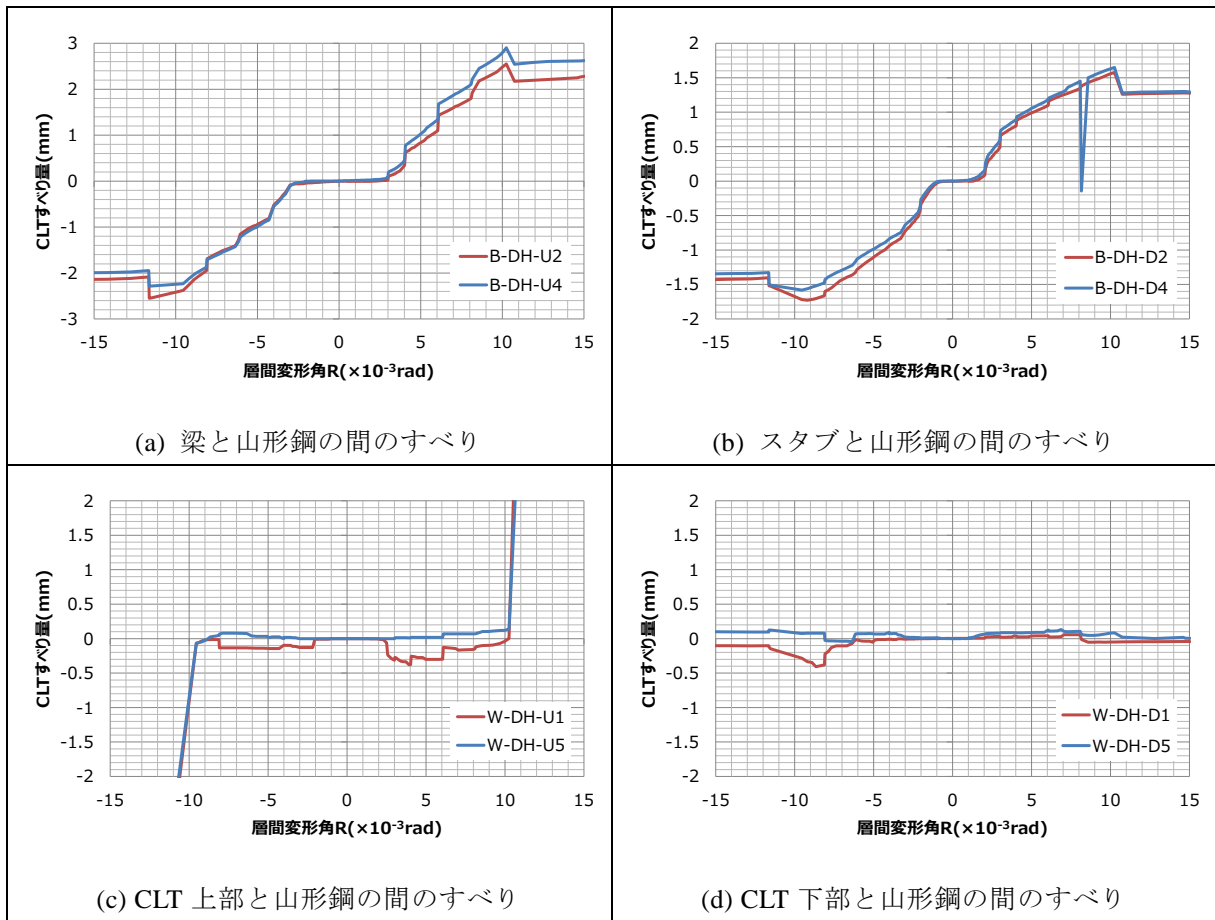 3
2
1
0
-1
-2
-3
-15 -10 -5 0 5 10 15
CLTすべり量(mm)
層間変形角R(×10⁻³rad)
B-DH-U2
B-DH-U4
(a) 梁と山形鋼の間のすべり
2
1.5
1
0.5
0
-0.5
-1
-1.5
-2
-15 -10 -5 0 5 10 15
CLTすべり量(mm)
層間変形角R(×10⁻³rad)
B-DH-D2
B-DH-D4
(b) スタブと山形鋼の間のすべり
2
1.5
1
0.5
0
-0.5
-1
-1.5
-2
-15 -10 -5 0 5 10 15
CLTすべり量(mm)
層間変形角R(×10⁻³rad)
W-DH-U1
W-DH-U5
(c) CLT 上部と山形鋼の間のすべり
2
1.5
1
0.5
0
-0.5
-1
-1.5
-2
-15 -10 -5 0 5 10 15
CLTすべり量(mm)
層間変形角R(×10⁻³rad)
W-DH-D1
W-DH-D5
(d) CLT 下部と山形鋼の間のすべり